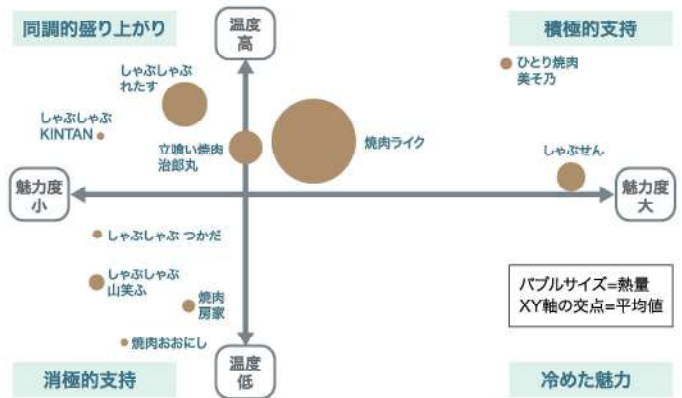 同調的盛り上がり
温度
高
積極的支持
しゃぶしゃぶ
れたす
ひとり焼肉
美そ乃
しゃぶしゃぶ
KINTAN
立喰い焼肉
治郎丸
焼肉ライク
しゃぶせん
魅力度
小
魅力度
大
しゃぶしゃぶ つかだ
しゃぶしゃぶ
山笑ふ
焼肉
房家
バブルサイズ=熱量
XY軸の交点=平均値
焼肉おおにし
消極的支持
温度
低
冷めた魅力